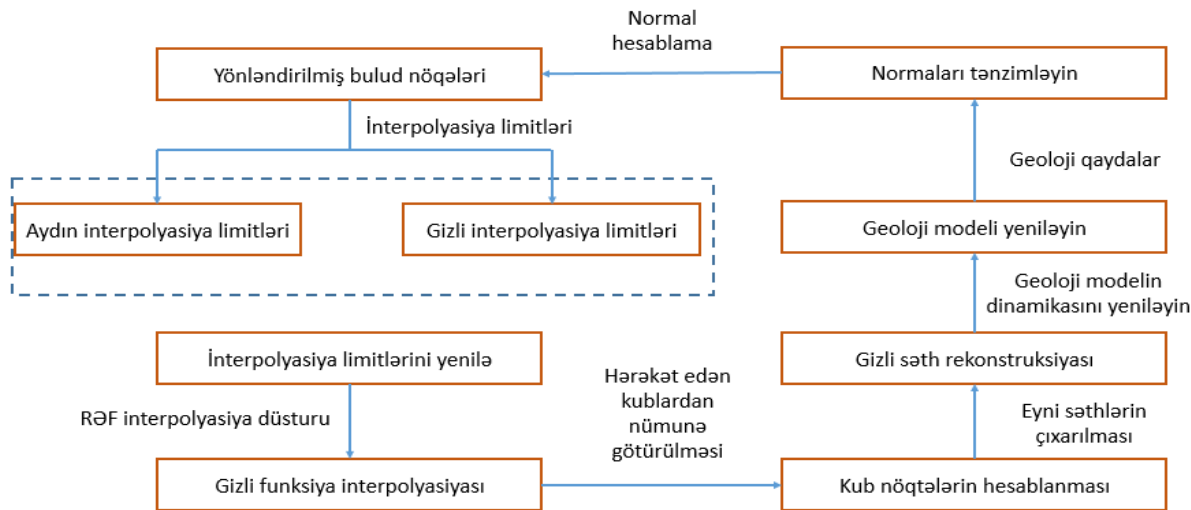 Normal
hesablama
Yönləndirilmiş bulud nöqələri
Normaları tənzimləyin
İnterpolyasiya limitləri
Geoloji qaydalar
Aydın interpolyasiya limitləri
Gizli interpolyasiya limitləri
Geoloji modeli yeniləyin
Geoloji modelin
dinamikasını yeniləyin
İnterpolyasiya limitlərini yenilə
Gizli səth rekonstruksiyası
Hərəkət edən
kublardan
nümunə
götürülməsi
RƏF interpolyasiya düsturu
Eyni səthlərin
çıxarılması
Gizli funksiya interpolyasiyası
Kub nöqtələrin hesablanması